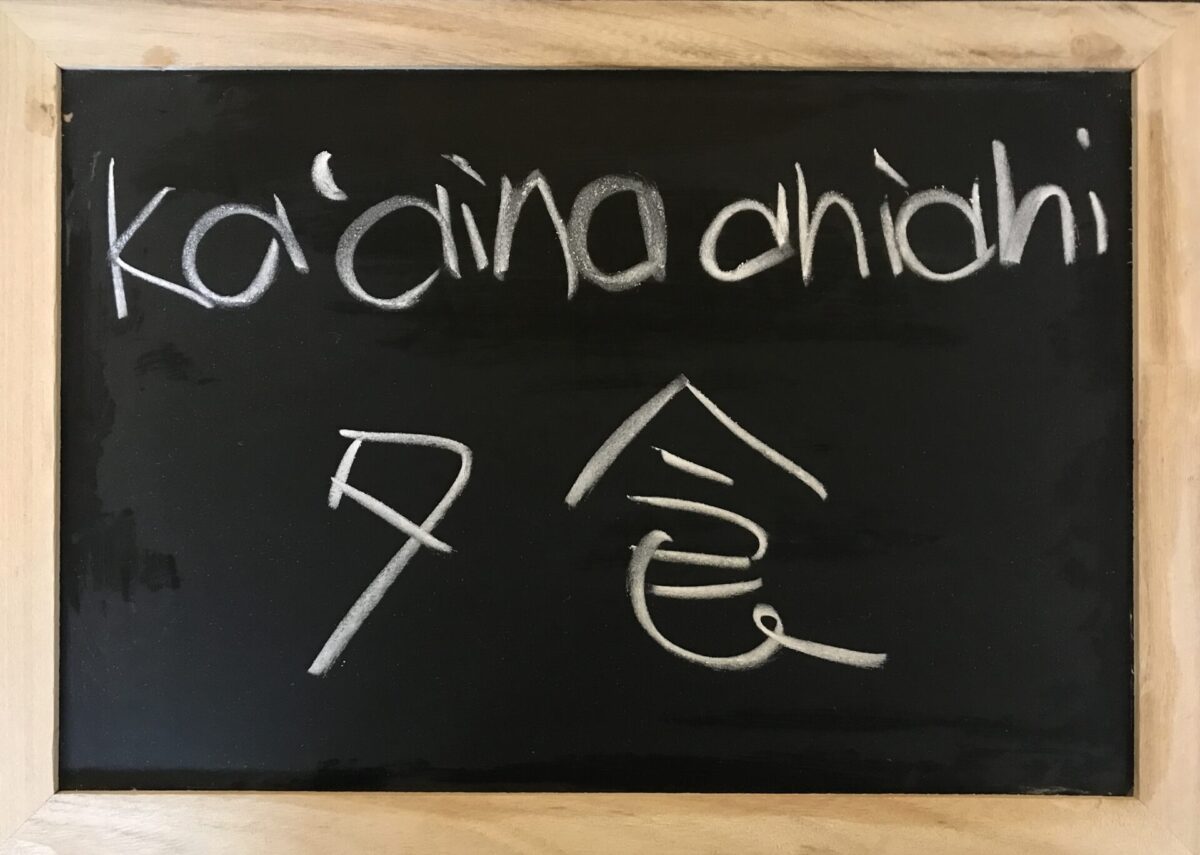 ka ‘aina ahiahi
夕食